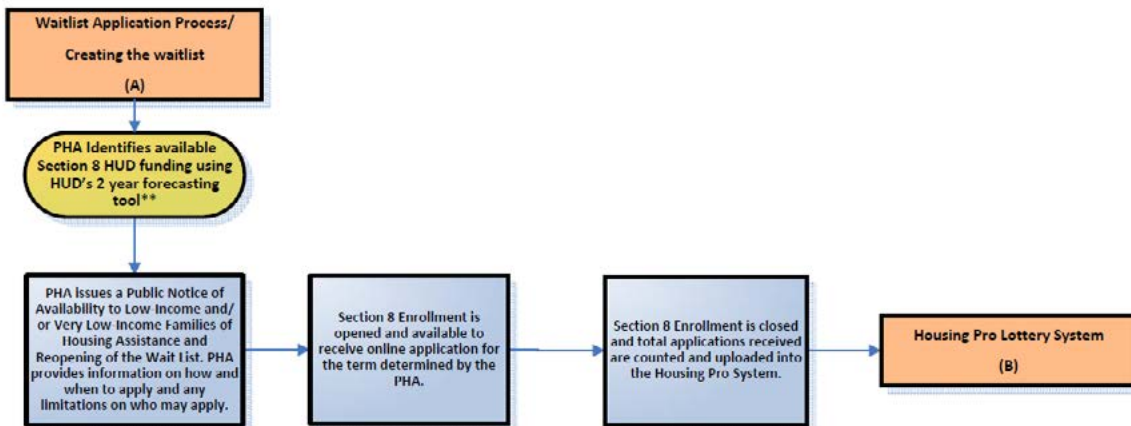 Waitlist Application Process/
Creating the waitlist
(A)
PHA Identifies available
Section 8 HUD funding using
HUD's 2 year forecasting
tool**
PHA issues a Public Notice of
Availability to Low-Income and/
or Very Low-Income Families of
Housing Assistance and
Reopening of the Wait List. PHA
provides information on how and
when to apply and any
limitations on who may apply.
Section 8 Enrollment is
opened and available to
receive online application for
the term determined by the
PHA.
Section 8 Enrollment is closed
and total applications received
are counted and uploaded into
the Housing Pro System.
Housing Pro Lottery System
(B)